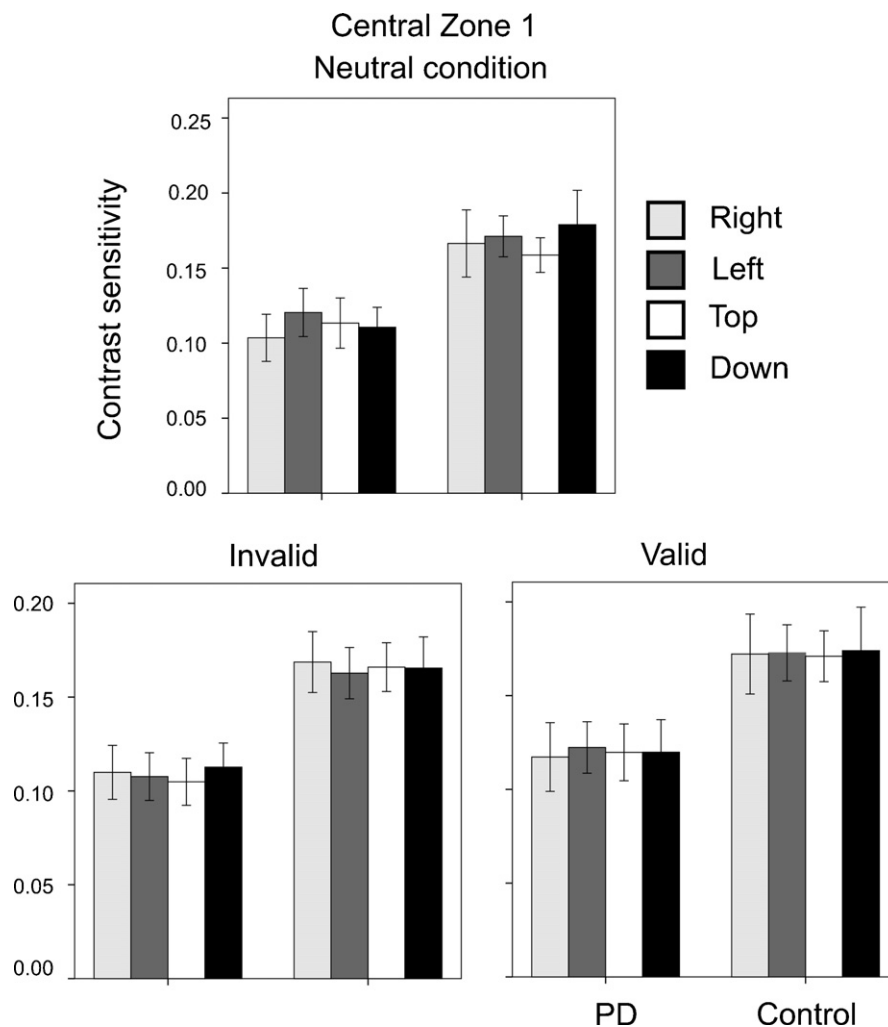 Central Zone 1
Neutral condition
Contrast sensitivity
0.25
0.20
0.15
0.10
0.05
0.00
Right
Left
Top
Down
Invalid
0.20
0.15
0.10
0.05
0.00
Valid
PD Control